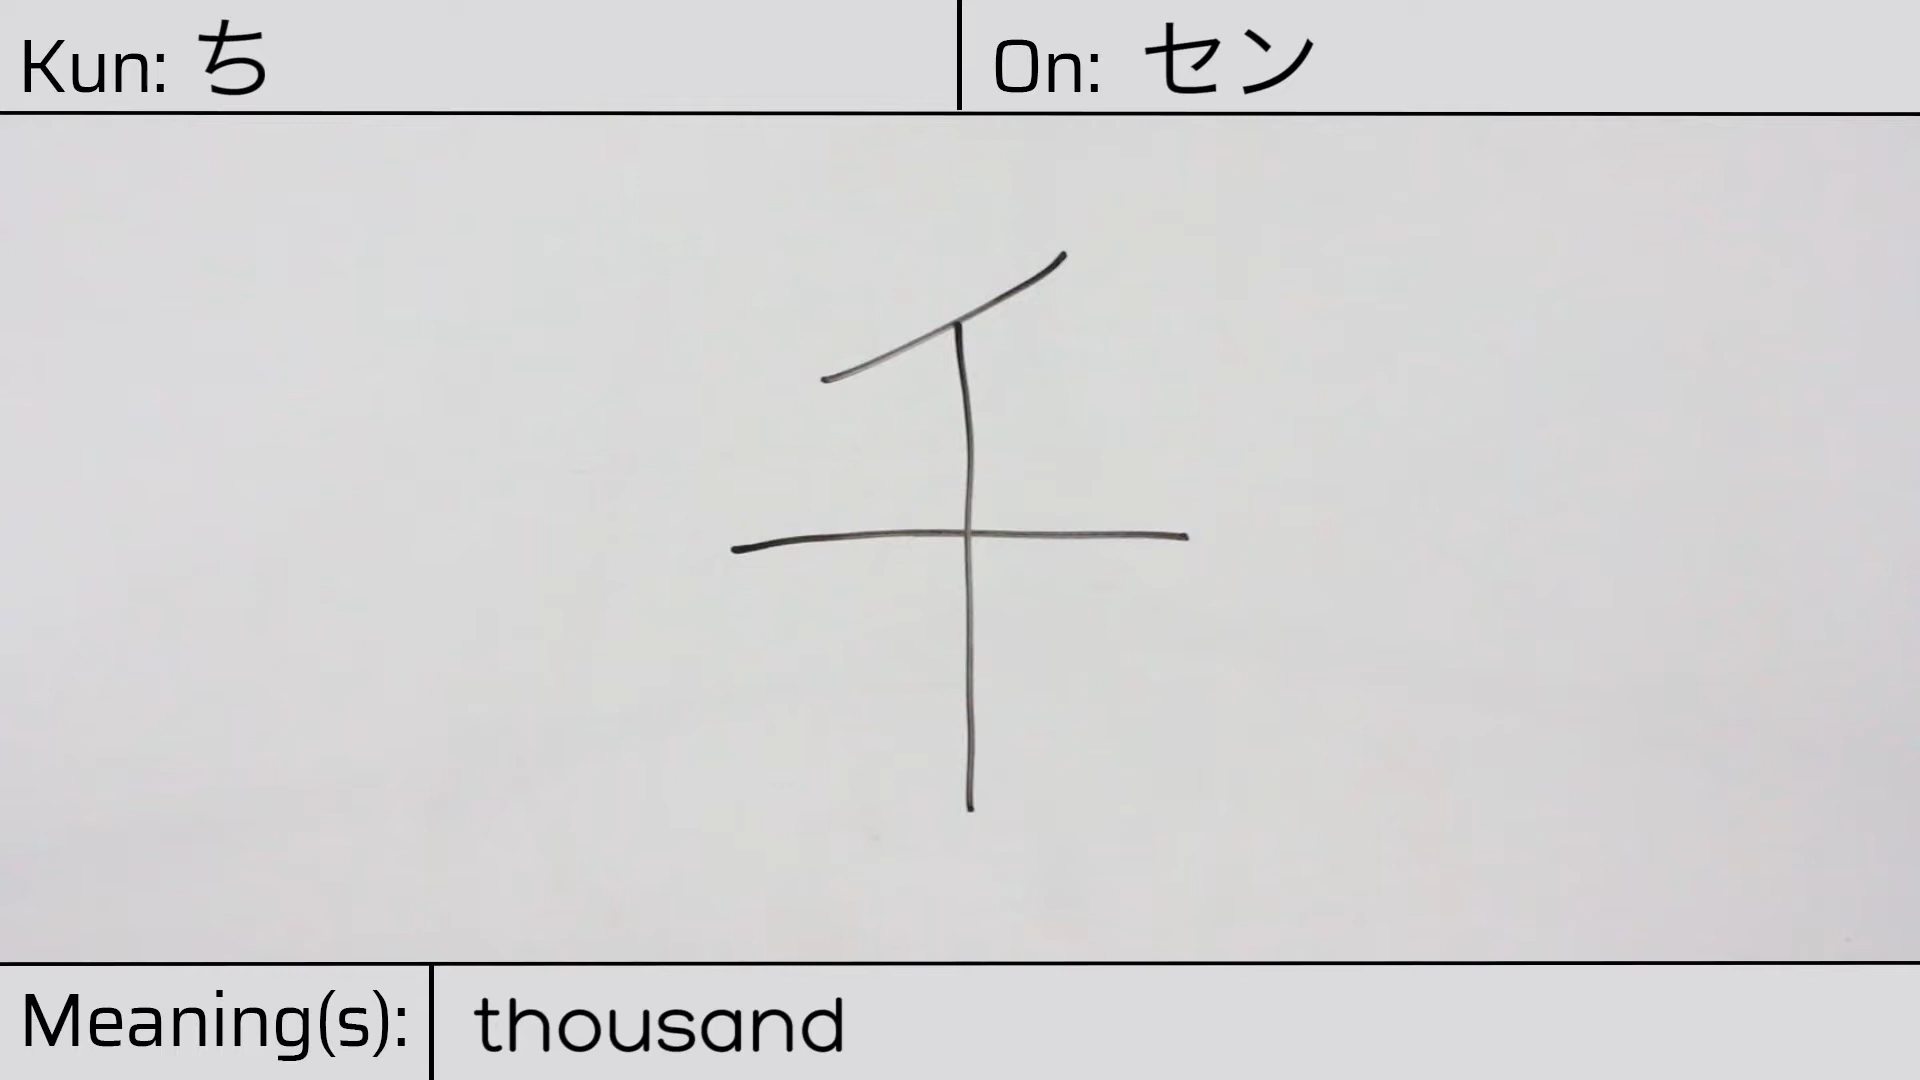 Kun: ち
On: セン
千
Meaning(s): thousand